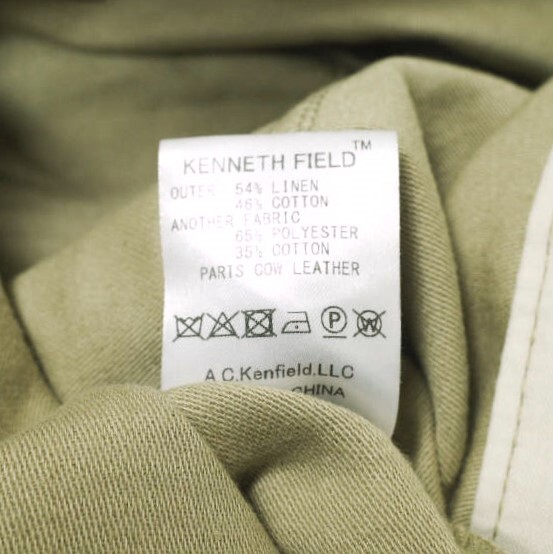 KENNETH FIELD™
OUTER 54% LINEN
46% COTTON
ANOTHER FABRIC
65% POLYESTER
35% COTTON
PARIS COW LEATHER
P W
A C.Kenfield.LLC
CHINA